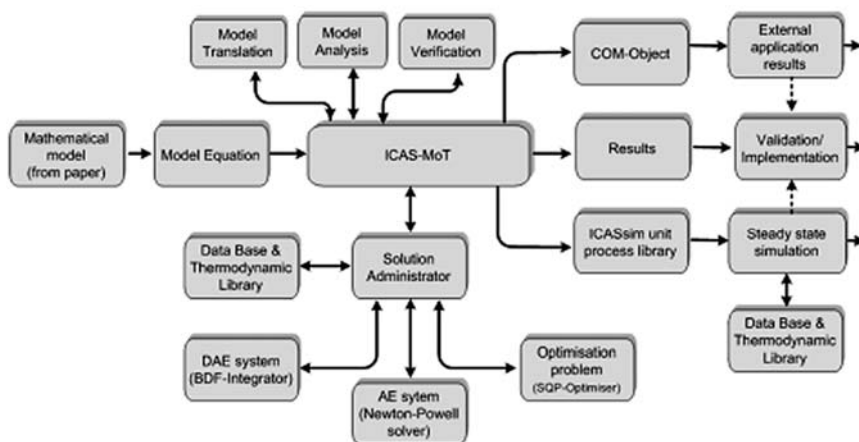 Model
Translation
Model
Analysis
Model
Verification
COM-Object
External
application
results
Mathematical
model
(from paper)
Model Equation
ICAS-MoT
Results
Validation/
Implementation
Data Base &
Thermodynamic
Library
Solution
Administrator
ICASsim unit
process library
Steady state
simulation
DAE system
(BDF-Integrator)
AE sytem
(Newton-Powell
solver)
Optimisation
problem
(SQP-Optimiser)
Data Base &
Thermodynamic
Library